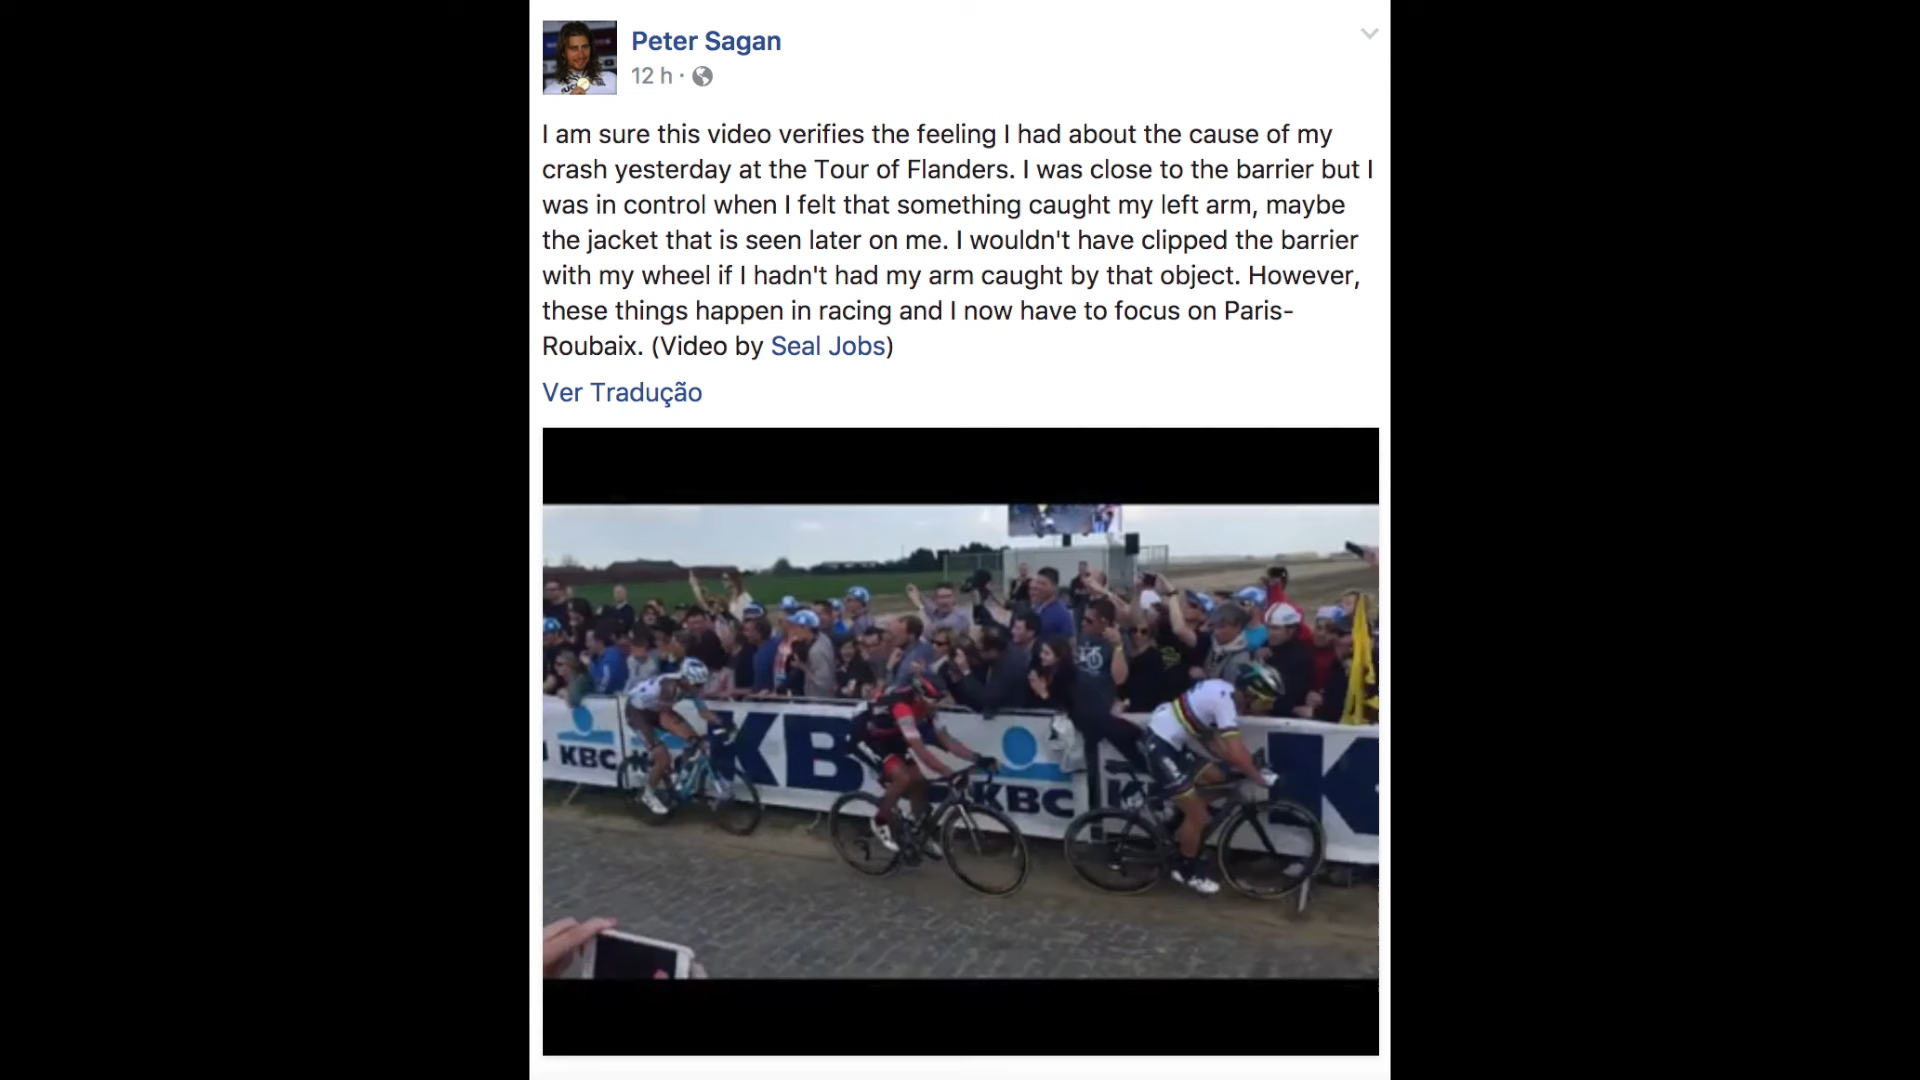 Peter Sagan
12 h ·
I am sure this video verifies the feeling I had about the cause of my
crash yesterday at the Tour of Flanders. I was close to the barrier but I
was in control when I felt that something caught my left arm, maybe
the jacket that is seen later on me. I wouldn't have clipped the barrier
with my wheel if I hadn't had my arm caught by that object. However,
these things happen in racing and I now have to focus on Paris-
Roubaix. (Video by Seal Jobs)
Ver Tradução
KBC
KB
KBC